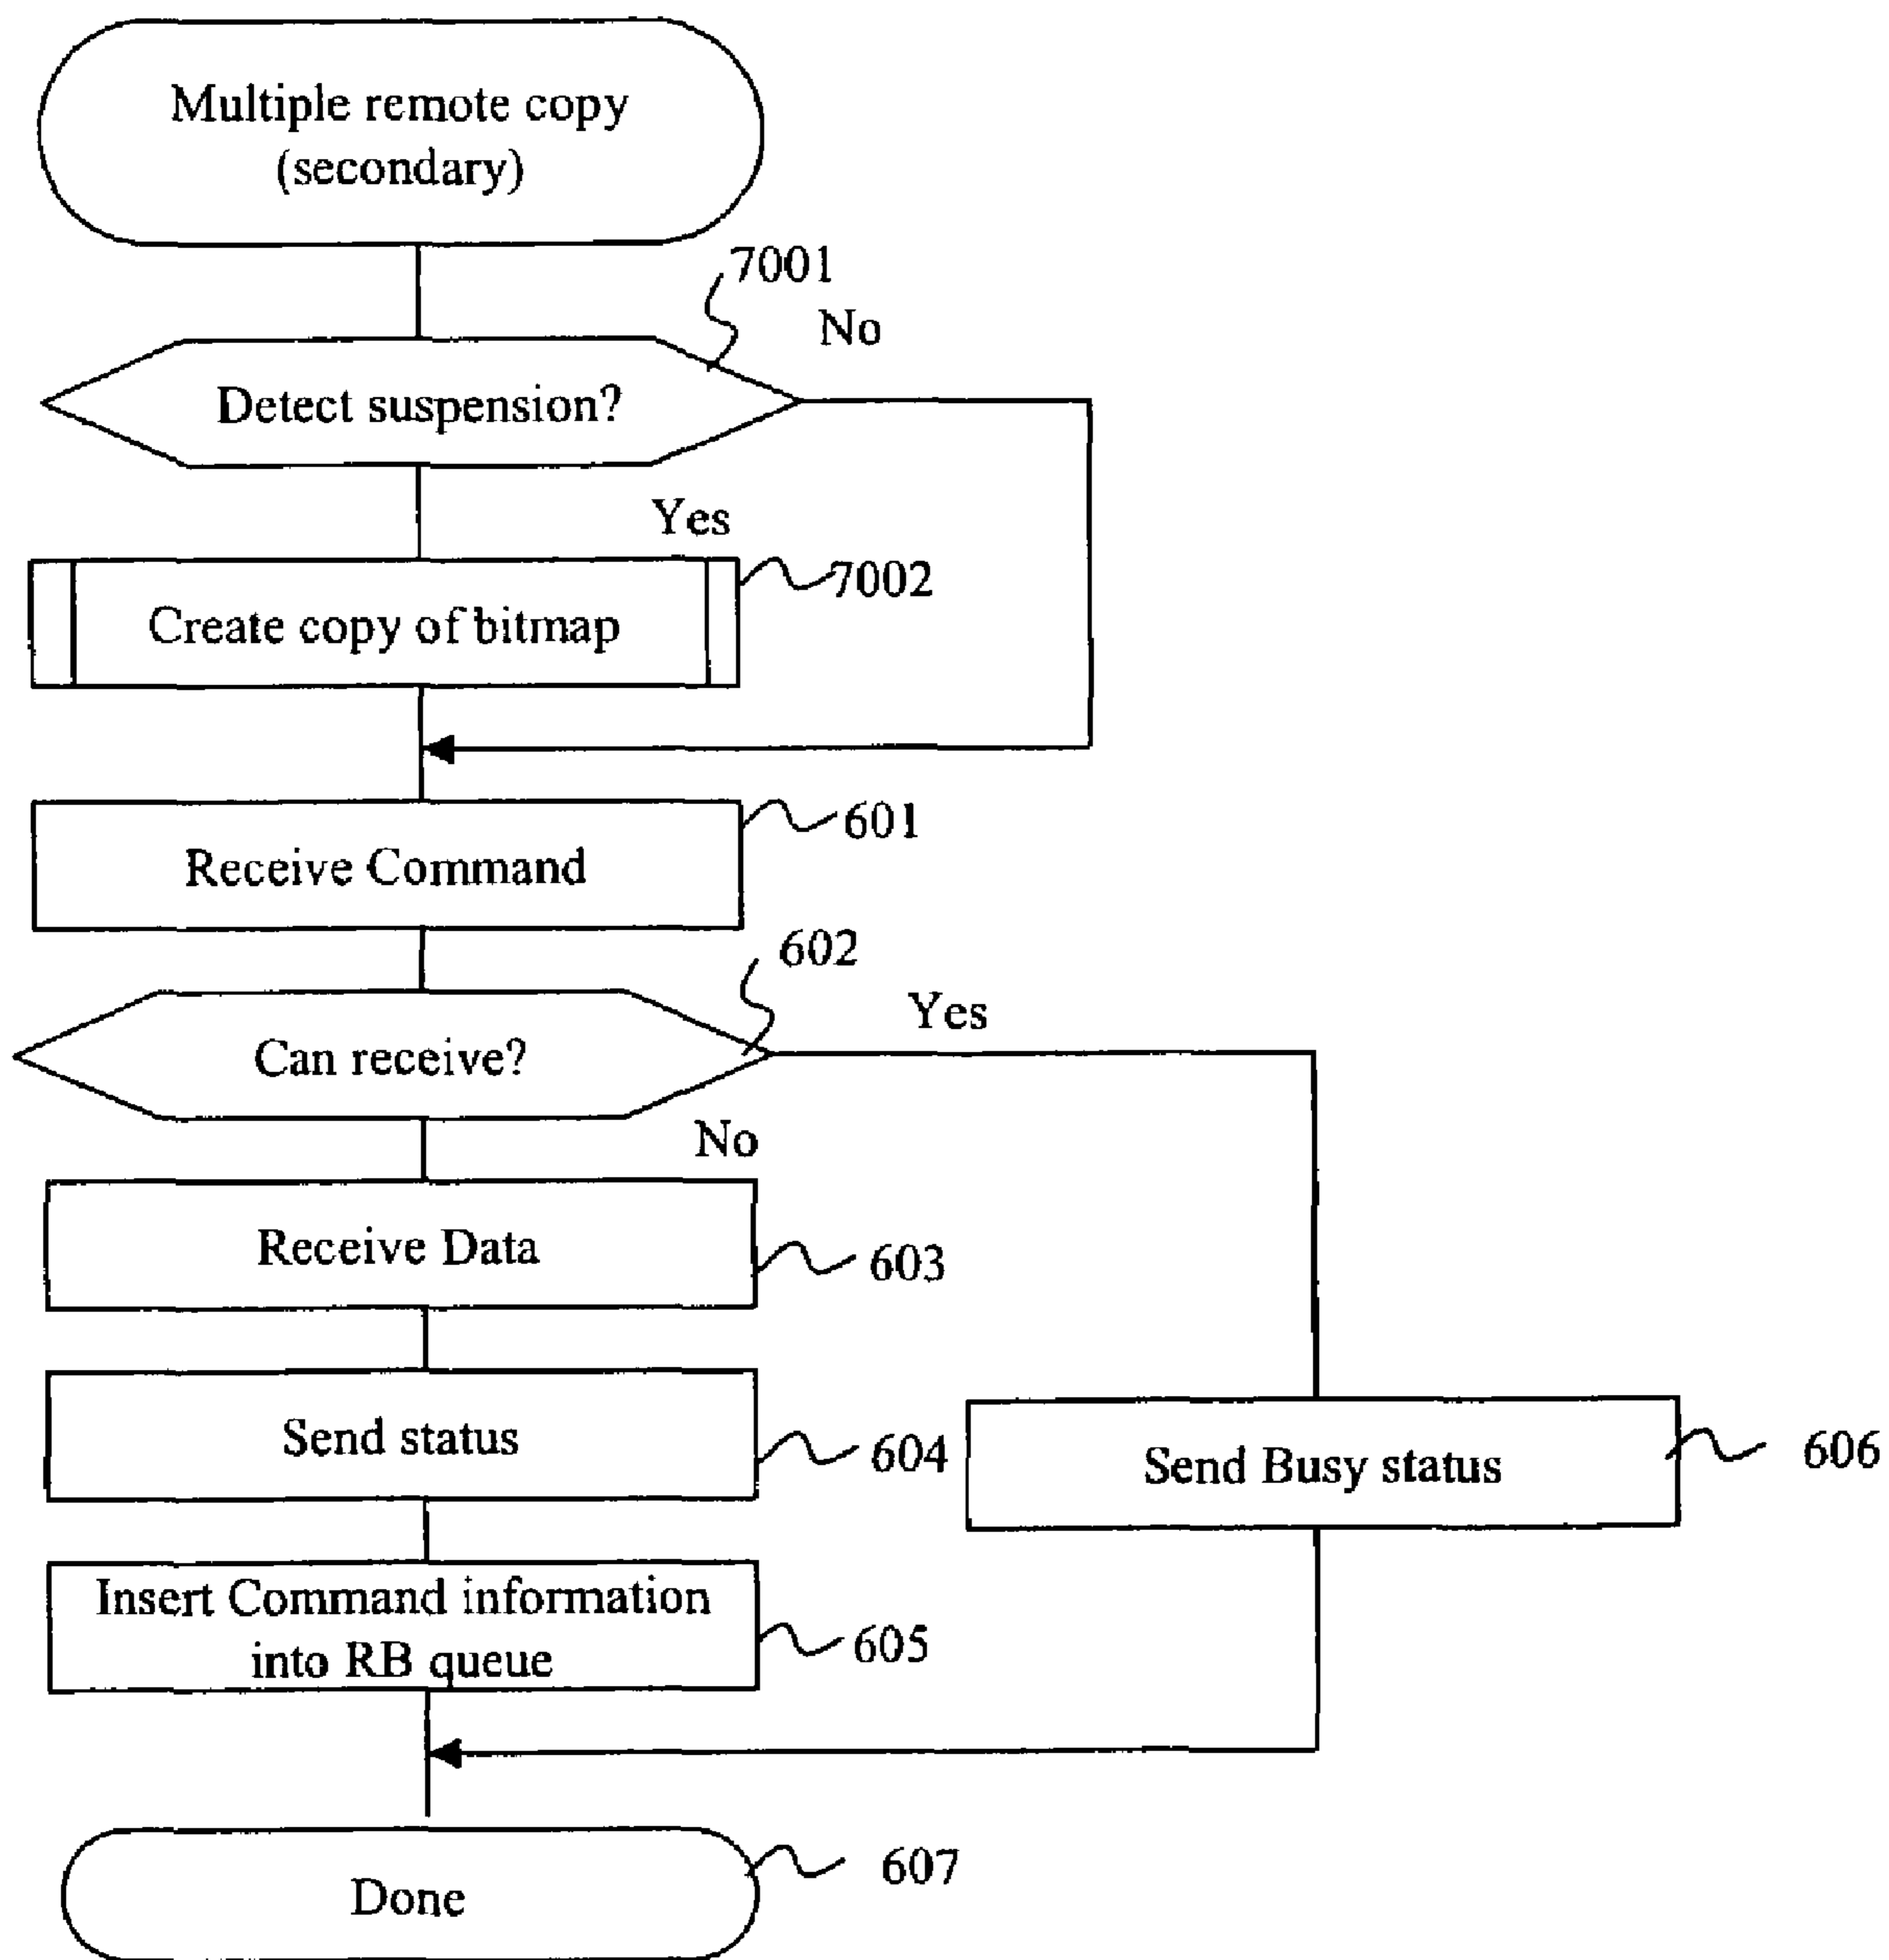 Multiple remote copy
(secondary)
7001
No
Detect suspension?
Yes
7002
Create copy of bitmap
601
Receive Command
602
Yes
Can receive?
No
Receive Data
603
Send status
604
Send Busy status
606
Insert Command information
into RB queue
605
607
Done